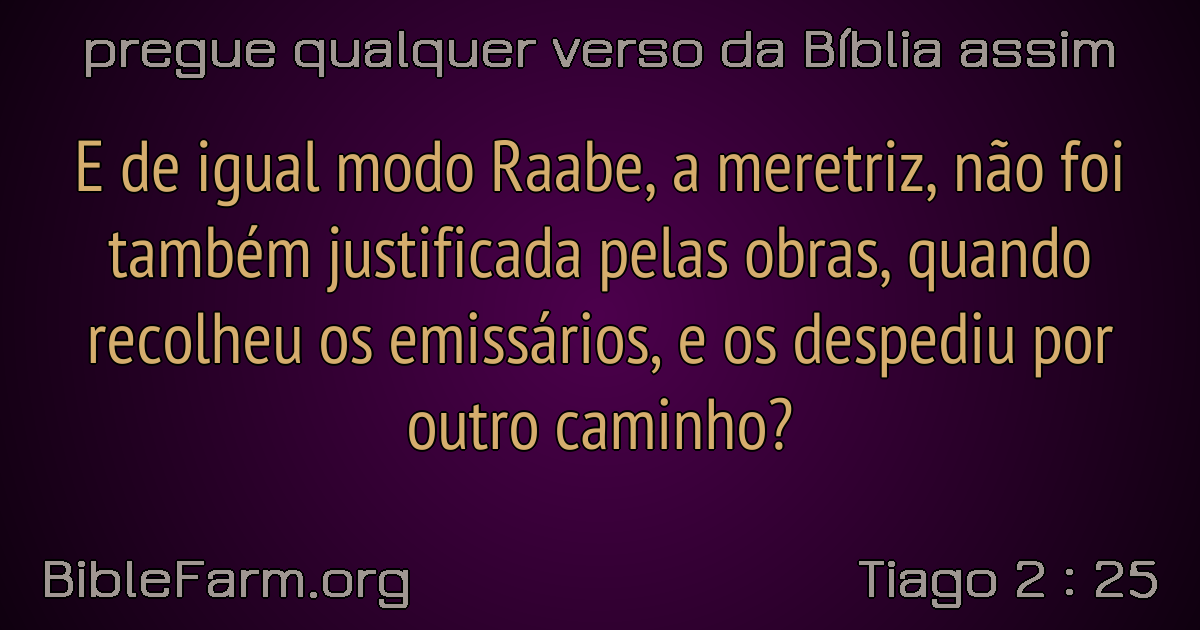 pregue qualquer verso da Bíblia assim
E de igual modo Raabe, a meretriz, não foi
também justificada pelas obras, quando
recolheu os emissários, e os despediu por
outro caminho?
BibleFarm.org
Tiago 2 : 25